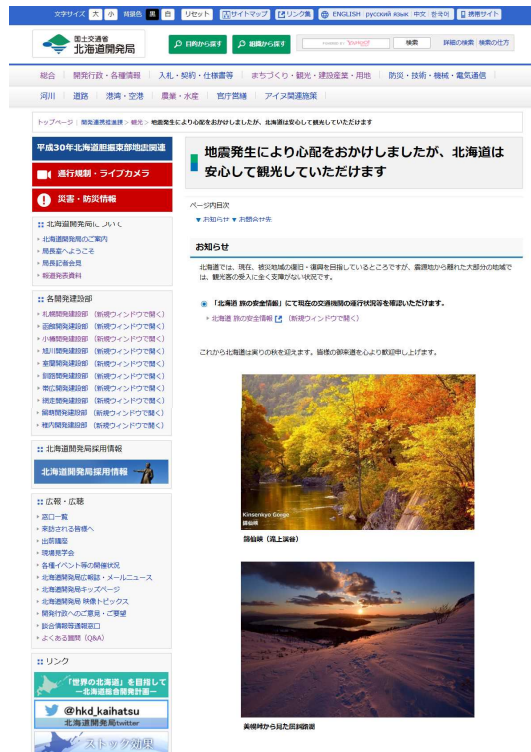 文字サイズ 大 小 背景色 黒 白 リセット サイトマップ リンク集 ENGLISH русский язык 中文 한국어 携帯サイト
国土交通省
北海道開発局
目的から探す 組織から探す 検索 詳細の検索 検索の仕方
総合 開発行政・各種情報 入札・契約・仕様書等 まちづくり・観光・建設産業・用地 防災・技術・機械・電気通信
河川 道路 港湾・空港 農業・水産 官庁営繕 アイヌ関連施策
トップページ 開発連携推進課 > 観光 > 地震発生により心配をおかけしましたが、北海道は安心して観光していただけます
平成30年北海道胆振東部地震関連
通行規制・ライブカメラ
災害・防災情報
北海道開発局について
北海道開発局のご案内
局長室へようこそ
局長記者会見
報道発表資料
各開発建設部
札幌開発建設部 (新規ウィンドウで開く)
函館開発建設部 (新規ウィンドウで開く)
小樽開発建設部 (新規ウィンドウで開く)
旭川開発建設部 (新規ウィンドウで開く)
室蘭開発建設部 (新規ウィンドウで開く)
釧路開発建設部 (新規ウィンドウで開く)
帯広開発建設部 (新規ウィンドウで開く)
網走開発建設部 (新規ウィンドウで開く)
留萌開発建設部 (新規ウィンドウで開く)
稚内開発建設部 (新規ウィンドウで開く)
北海道開発局採用情報
北海道開発局採用情報
広報・広聴
窓口一覧
来訪される皆様へ
出前講座
現場見学会
各種イベント等の開催状況
北海道開発局広報誌・メールニュース
北海道開発局キッズページ
北海道開発局 映像トピックス
開発行政へのご意見・ご要望
談合情報等通報窓口
よくある質問 (Q&A)
リンク
「世界の北海道」を目指して
ー北海道総合開発計画ー
@hkd_kaihatsu
北海道開発局twitter
ストック効果
地震発生により心配をおかけしましたが、北海道は
安心して観光していただけます
ページ内目次
▼お知らせ ▼お問合せ先
お知らせ
北海道では、現在、被災地域の復旧・復興を目指しているところですが、震源地から離れた大部分の地域で
は、観光客の受入に全く支障がない状況です。
「北海道 旅の安全情報」にて現在の交通機関の運行状況等を確認いただけます。
北海道 旅の安全情報 (新規ウィンドウで開く)
これから北海道は実りの秋を迎えます。皆様の御来道を心より歓迎申し上げます。
Kinsenkyo Gorge
錦仙峡
錦仙峡（滝上渓谷）
美幌峠から見た屈斜路湖